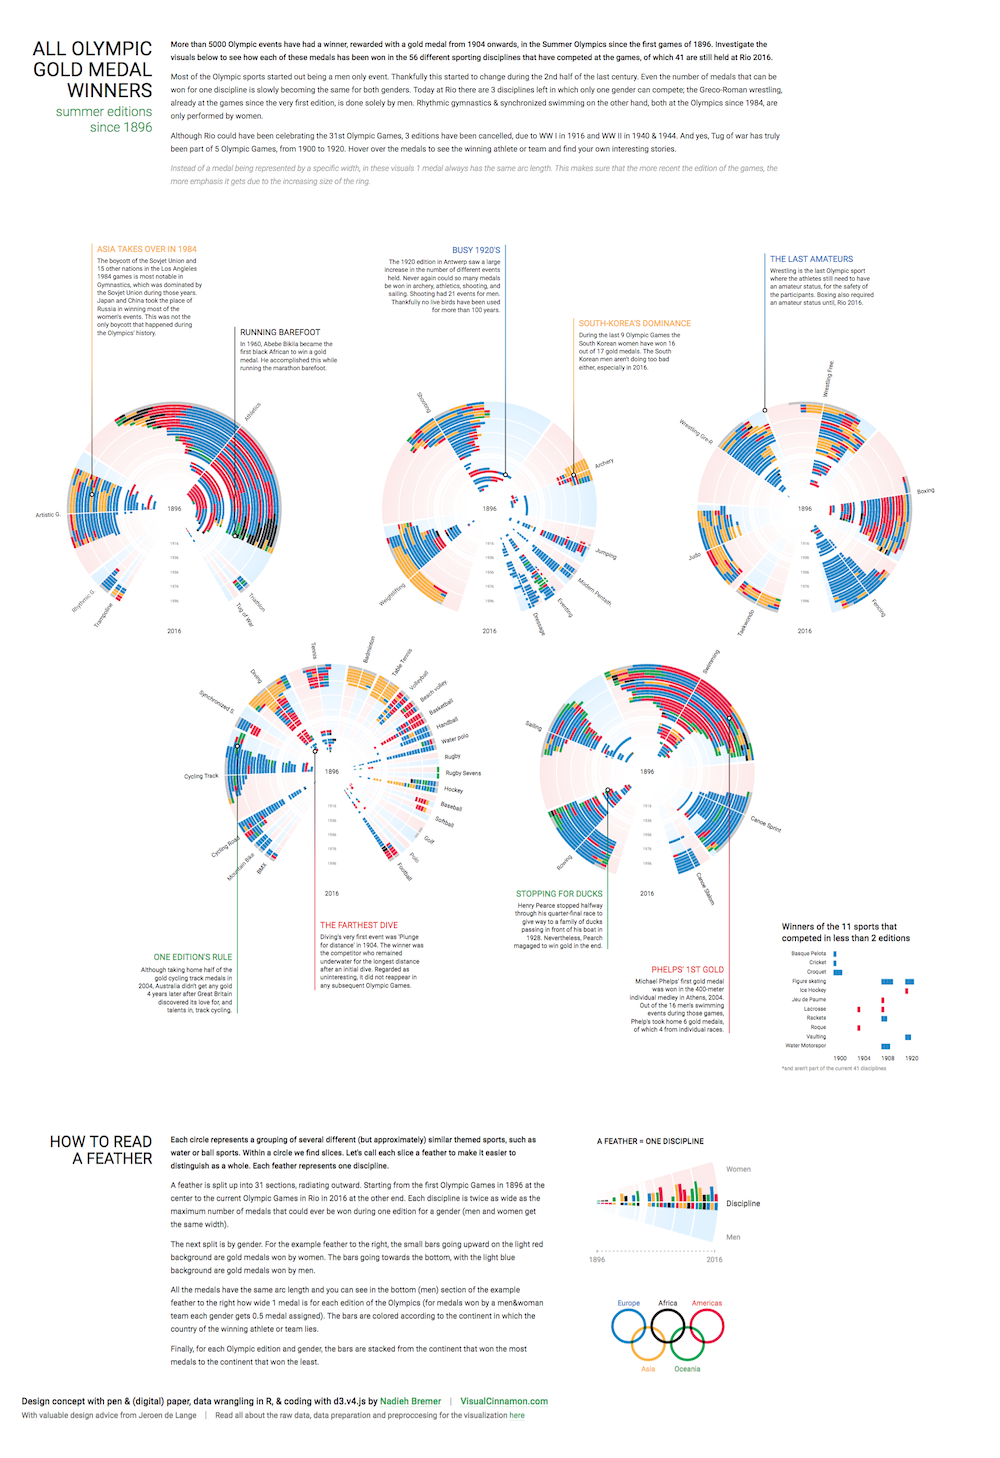 ALL OLYMPIC
GOLD MEDAL
WINNERS
summer editions
since 1896
More than 5000 Olympic events have had a winner, rewarded with a gold medal from 1904 onwards, in the Summer Olympics since the first games of 1896. Investigate the
visuals below to see how each of these medals has been won in the 56 different sporting disciplines that have competed at the games, of which 41 are still held at Rio 2016.
Most of the Olympic sports started out being a men only event. Thankfully this started to change during the 2nd half of the last century. Even the number of medals that can be
won for one discipline is slowly becoming the same for both genders. Today at Rio there are 3 disciplines left in which only one gender can compete; the Greco-Roman wrestling,
already at the games since the very first edition, is done solely by men. Rhythmic gymnastics & synchronized swimming on the other hand, both at the Olympics since 1984, are
only performed by women.
Although Rio could have been celebrating the 31st Olympic Games, 3 editions have been cancelled, due to WW I in 1916 and WW II in 1940 & 1944. And yes, Tug of war has truly
been part of 5 Olympic Games, from 1900 to 1920. Hover over the medals to see the winning athlete or team and find your own interesting stories.
Instead of a medal being represented by a specific width, in these visuals 1 medal always has the same arc length. This makes sure that the more recent the edition of the games, the
more emphasis it gets due to the increasing size of the ring.
ASIA TAKES OVER IN 1984
The boycott of the Sovjet Union and
15 other nations in the Los Angleles
1984 games is most notable in
Gymnastics, which was dominated by
the Sovjet Union during those years.
Japan and China took the place of
Russia in winning most of the
women's events. This was not the
only boycott that happened during
the Olympics' history.
RUNNING BAREFOOT
In 1960, Abebe Bikila became the
first black African to win a gold
medal. He accomplished this while
running the marathon barefoot.
BUSY 1920'S
The 1920 edition in Antwerp saw a large
increase in the number of different events
held. Never again could so many medals
be won in archery, athletics, shooting, and
sailing. Shooting had 21 events for men.
Thankfully no live birds have been used
for more than 100 years.
SOUTH-KOREA'S DOMINANCE
During the last 9 Olympic Games the
South Korean women have won 16
out of 17 gold medals. The South
Korean men aren't doing too bad
either, especially in 2016.
THE LAST AMATEURS
Wrestling is the last Olympic sport
where the athletes still need to have
an amateur status, for the safety of
the participants. Boxing also required
an amateur status until, Rio 2016.
Athletics
Artistic G.
Rhythmic G.
Trampoline
Triathlon
Tug of War
1896
1916
1936
1956
1976
1996
2016
Shooting
Archery
Jumping
Modern Pentath.
Eventing
Dressage
Weightlifting
1896
1916
1936
1956
1976
1996
2016
Wrestling Gre-R
Wrestling Free.
Boxing
Fencing
Taekwondo
Judo
1896
1916
1936
1956
1976
1996
2016
Synchronized S.
Diving
Tennis
Badminton
Table Tennis
Volleyball
Beach volley.
Basketball
Handball
Water polo
Rugby
Rugby Sevens
Hockey
Baseball
Softball
Golf
Polo
Football
Cycling Track
Cycling Road
Mountain Bike
BMX
1896
1916
1936
1956
1976
1996
2016
Swimming
Sailing
Rowing
Canoe Sprint
Canoe Slalom
1896
1916
1936
1956
1976
1996
2016
ONE EDITION'S RULE
Although taking home half of the
gold cycling track medals in
2004, Australia didn't get any gold
4 years later after Great Britain
discovered its love for, and
talents in, track cycling.
THE FARTHEST DIVE
Diving's very first event was 'Plunge
for distance' in 1904. The winner was
the competitor who remained
underwater for the longest distance
after an initial dive. Regarded as
uninteresting, it did not reappear in
any subsequent Olympic Games.
STOPPING FOR DUCKS
Henry Pearce stopped halfway
through his quarter-final race to
give way to a family of ducks
passing in front of his boat in
1928. Nevertheless, Pearch
magaged to win gold in the end.
PHELPS' 1ST GOLD
Michael Phelps' first gold medal
was won in the 400-meter
individual medley in Athens, 2004.
Out of the 16 men's swimming
events during those games,
Phelp's took home 6 gold medals,
of which 4 from individual races.
Winners of the 11 sports that
competed in less than 2 editions
Basque Pelota
Cricket
Croquet
Figure skating
Ice Hockey
Jeu de Paume
Lacrosse
Rackets
Roque
Vaulting
Water Motorspor
1900 1904 1908 1920
*and aren't part of the current 41 disciplines
HOW TO READ
A FEATHER
Each circle represents a grouping of several different (but approximately) similar themed sports, such as
water or ball sports. Within a circle we find slices. Let's call each slice a feather to make it easier to
distinguish as a whole. Each feather represents one discipline.
A feather is split up into 31 sections, radiating outward. Starting from the first Olympic Games in 1896 at the
center to the current Olympic Games in Rio in 2016 at the other end. Each discipline is twice as wide as the
maximum number of medals that could ever be won during one edition for a gender (men and women get
the same width).
The next split is by gender. For the example feather to the right, the small bars going upward on the light red
background are gold medals won by women. The bars going towards the bottom, with the light blue
background are gold medals won by men.
All the medals have the same arc length and you can see in the bottom (men) section of the example
feather to the right how wide 1 medal is for each edition of the Olympics (for medals won by a men&woman
team each gender gets 0.5 medal assigned). The bars are colored according to the continent in which the
country of the winning athlete or team lies.
Finally, for each Olympic edition and gender, the bars are stacked from the continent that won the most
medals to the continent that won the least.
A FEATHER = ONE DISCIPLINE
Women
Discipline
Men
1896 2016
Europe Africa Americas
Asia Oceania
Design concept with pen & (digital) paper, data wrangling in R, & coding with d3.v4.js by Nadieh Bremer | VisualCinnamon.com
With valuable design advice from Jeroen de Lange | Read all about the raw data, data preparation and preproccesing for the visualization here